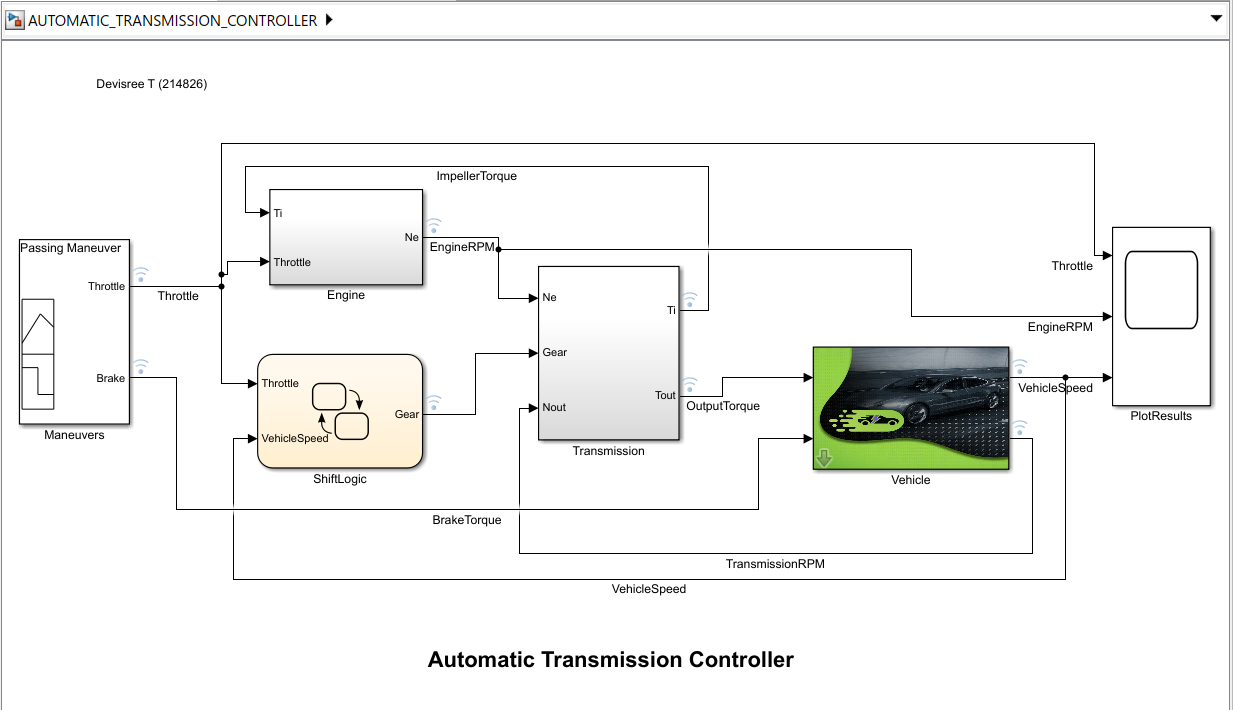 AUTOMATIC_TRANSMISSION_CONTROLLER
Devisree T (214826)
ImpellerTorque
Ti
Ne
EngineRPM
Throttle
Engine
Passing Maneuver
Throttle
Throttle
Brake
Maneuvers
Throttle
VehicleSpeed
Gear
ShiftLogic
Ne
Gear
Nout
Ti
Tout
OutputTorque
Transmission
VehicleSpeed
Vehicle
Throttle
EngineRPM
PlotResults
BrakeTorque
TransmissionRPM
VehicleSpeed
Automatic Transmission Controller